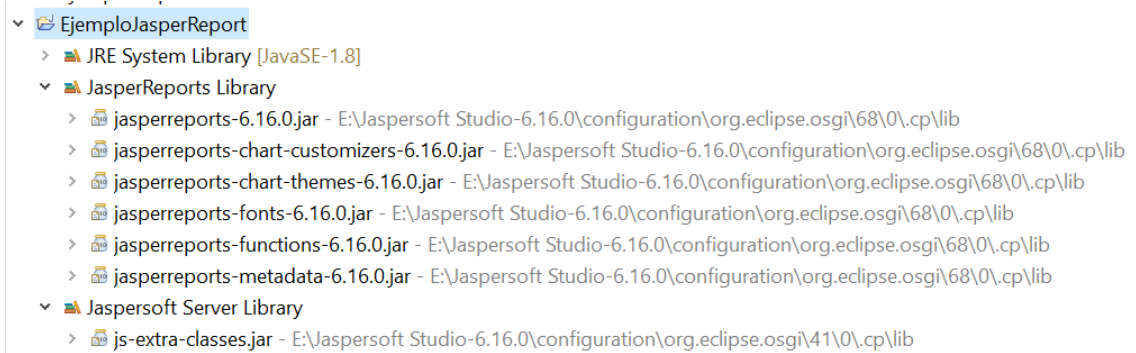 EjemploJasperReport
JRE System Library [JavaSE-1.8]
JasperReports Library
jasperreports-6.16.0.jar - E:\Jaspersoft Studio-6.16.0\configuration\org.eclipse.osgi\68\0\.cp\lib
jasperreports-chart-customizers-6.16.0.jar - E:\Jaspersoft Studio-6.16.0\configuration\org.eclipse.osgi\68\0\.cp\lib
jasperreports-chart-themes-6.16.0.jar - E:\Jaspersoft Studio-6.16.0\configuration\org.eclipse.osgi\68\0\.cp\lib
jasperreports-fonts-6.16.0.jar - E:\Jaspersoft Studio-6.16.0\configuration\org.eclipse.osgi\68\0\.cp\lib
jasperreports-functions-6.16.0.jar - E:\Jaspersoft Studio-6.16.0\configuration\org.eclipse.osgi\68\0\.cp\lib
jasperreports-metadata-6.16.0.jar - E:\Jaspersoft Studio-6.16.0\configuration\org.eclipse.osgi\68\0\.cp\lib
Jaspersoft Server Library
js-extra-classes.jar - E:\Jaspersoft Studio-6.16.0\configuration\org.eclipse.osgi\41\0\.cp\lib